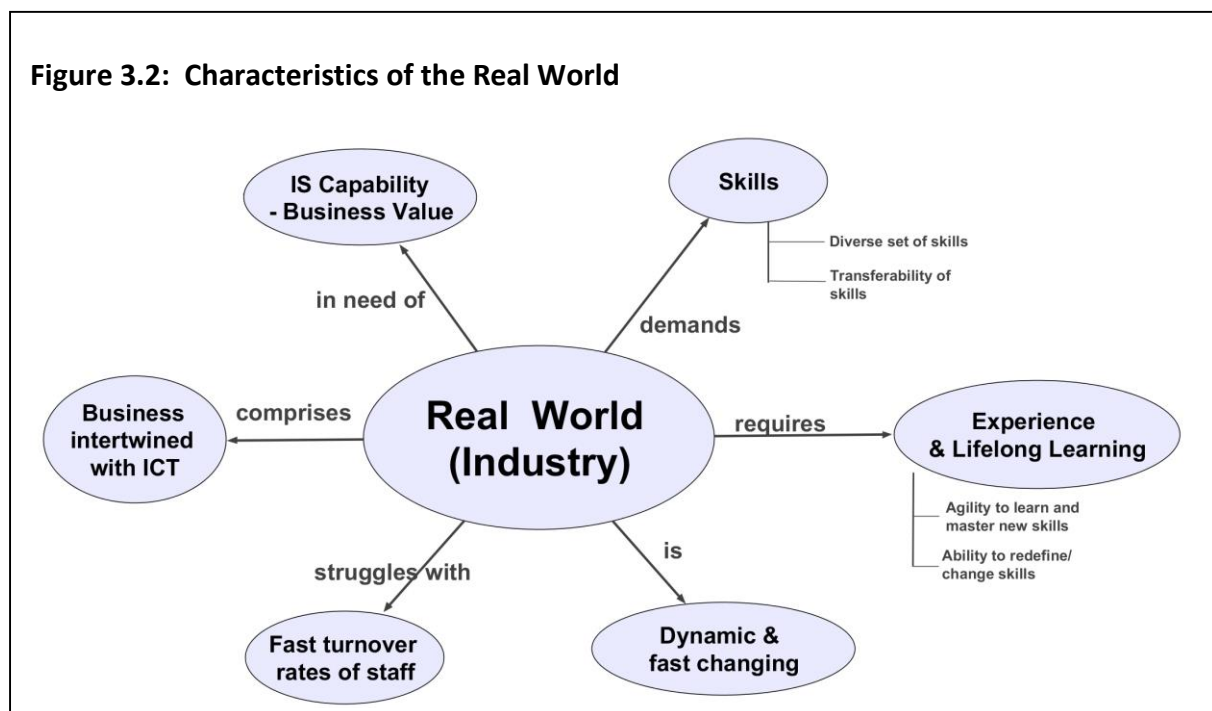 Figure 3.2: Characteristics of the Real World
IS Capability
- Business Value
Skills
Diverse set of skills
Transferability of
skills
in need of
demands
Business
intertwined
with ICT
comprises
Real World
(Industry)
requires
Experience
& Lifelong Learning
Agility to learn and
master new skills
Ability to redefine/
change skills
struggles with
is
Fast turnover
rates of staff
Dynamic &
fast changing